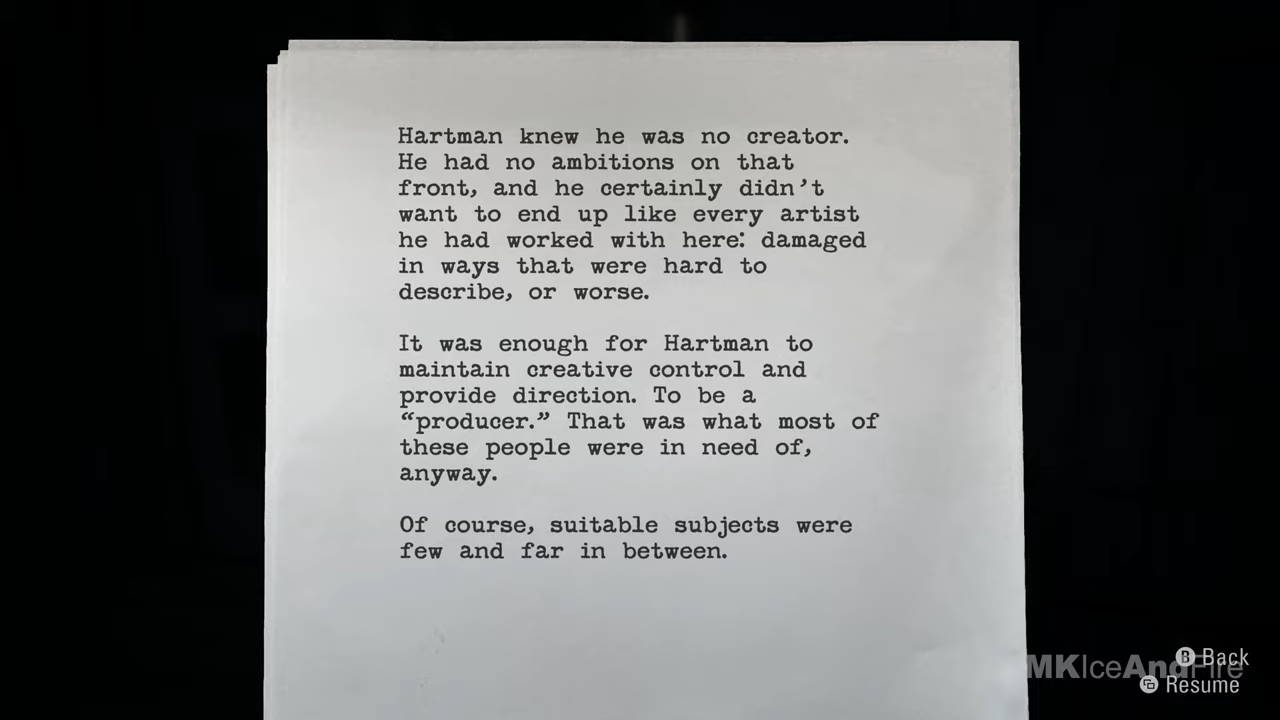 Hartman knew he was no creator.
He had no ambitions on that
front, and he certainly didn't
want to end up like every artist
he had worked with here: damaged
in ways that were hard to
describe, or worse.
It was enough for Hartman to
maintain creative control and
provide direction. To be a
“producer.” That was what most of
these people were in need of,
anyway.
Of course, suitable subjects were
few and far in between.
MKIceAndFire
B Back
Resume